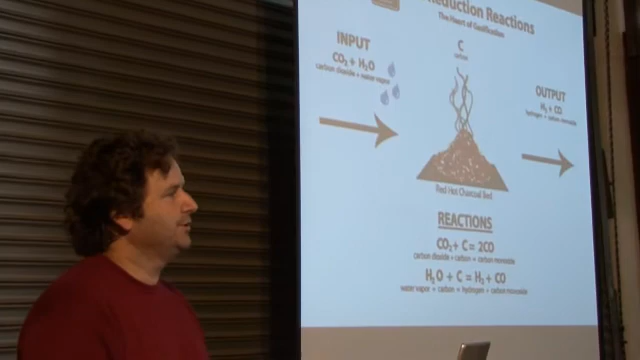 Reduction Reactions
The Heart of Gasification
INPUT
CO₂ + H₂O
carbon dioxide + water vapor
C
carbon
OUTPUT
H₂ + CO
hydrogen + carbon monoxide
Red Hot Charcoal Bed
REACTIONS
CO₂ + C = 2CO
carbon dioxide + carbon = carbon monoxide
H₂O + C = H₂ + CO
water vapor + carbon = hydrogen + carbon monoxide